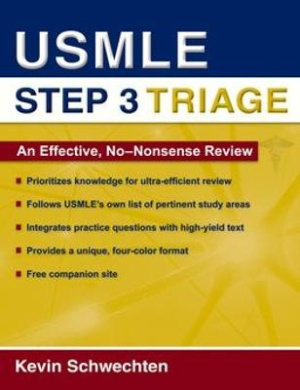 USMLE
STEP 3 TRIAGE
An Effective, No–Nonsense Review
Prioritizes knowledge for ultra-efficient review
Follows USMLE's own list of pertinent study areas
Integrates practice questions with high-yield text
Provides a unique, four-color format
Free companion site
Kevin Schwechten